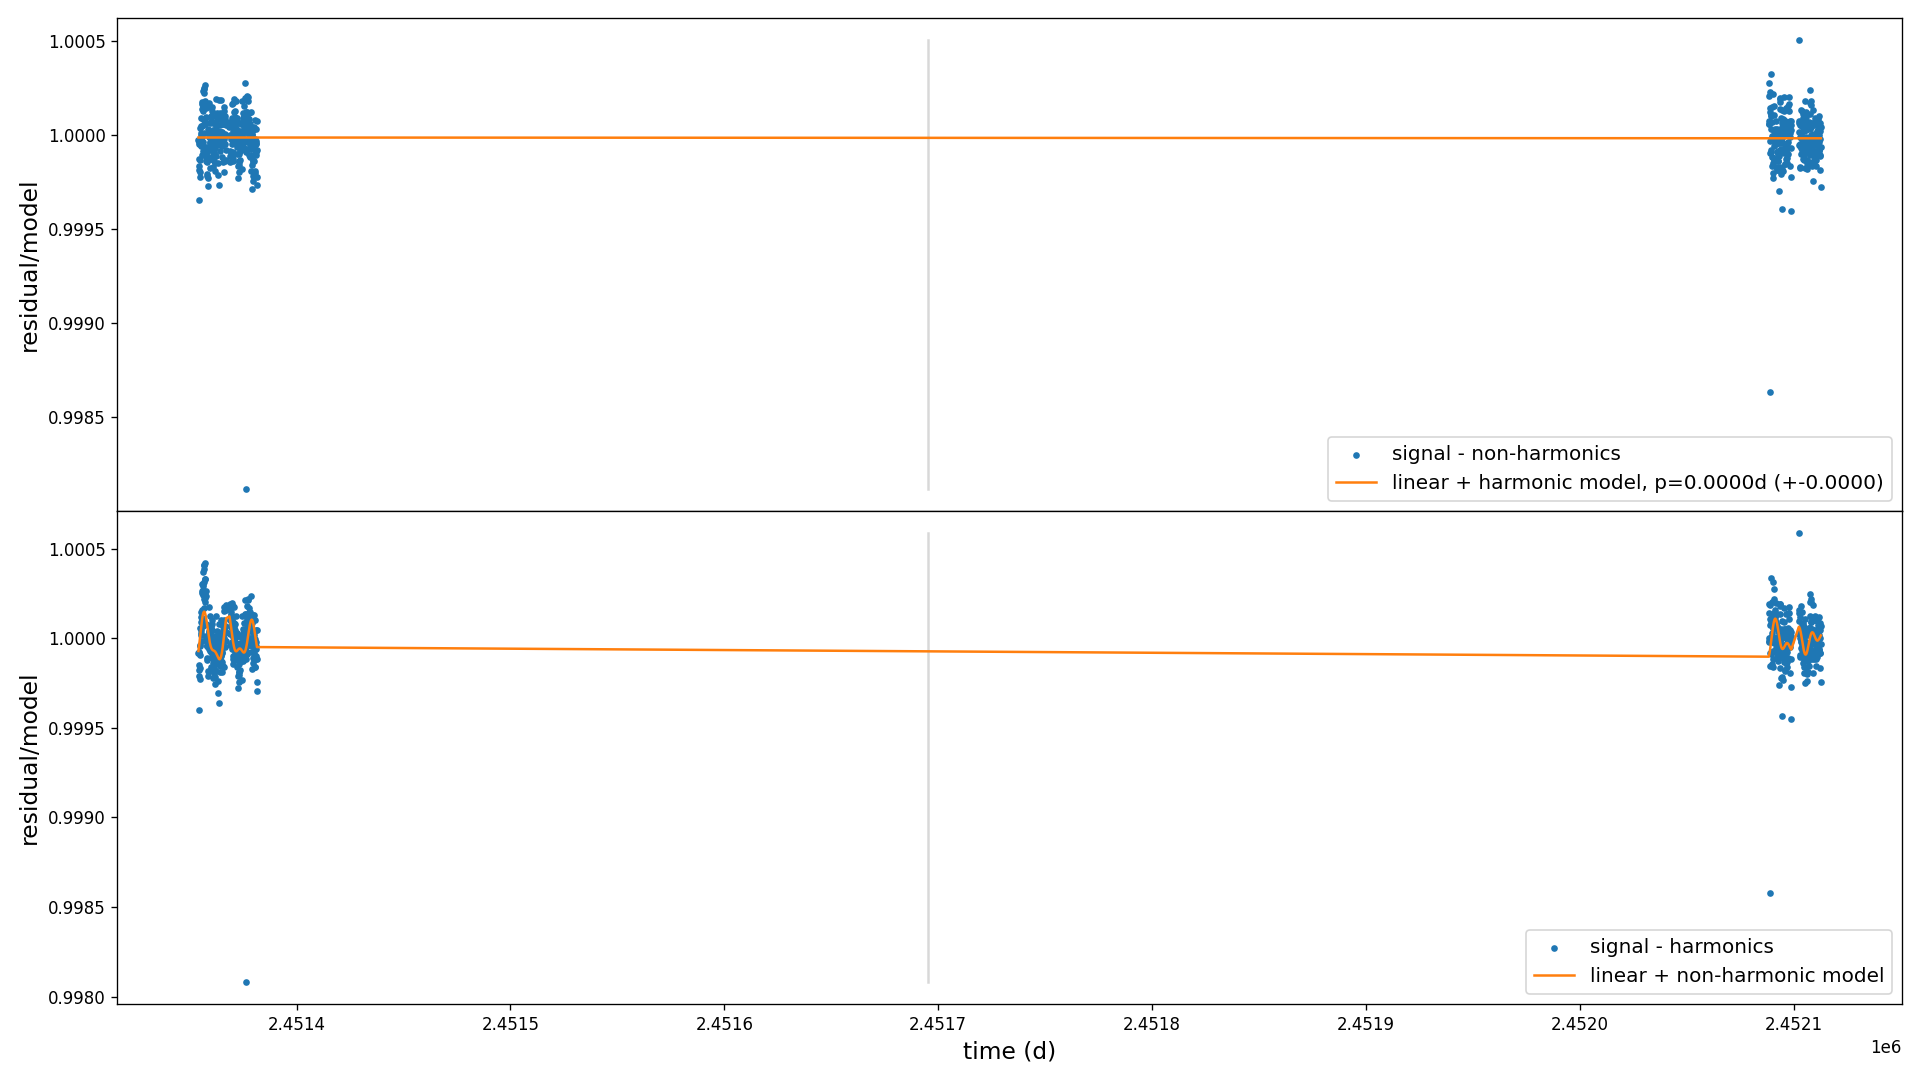 1.0005
1.0000
0.9995
0.9990
0.9985
residual/model
signal - non-harmonics
linear + harmonic model, p=0.0000d (+-0.0000)
1.0005
1.0000
0.9995
0.9990
0.9985
0.9980
residual/model
signal - harmonics
linear + non-harmonic model
2.4514 2.4515 2.4516 2.4517 2.4518 2.4519 2.4520 2.4521
1e6
time (d)